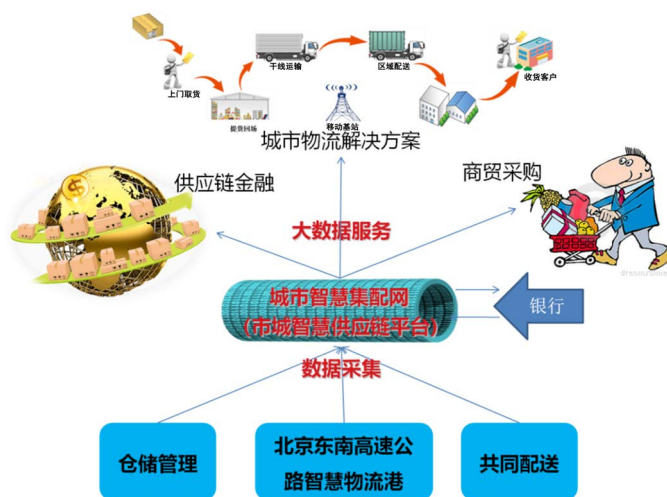 干线运输
区域配送
上门取货
收货客户
提货回场
移动基站
城市物流解决方案
供应链金融
商贸采购
大数据服务
城市智慧集配网
(市城智慧供应链平台)
银行
数据采集
仓储管理
北京东南高速公
路智慧物流港
共同配送